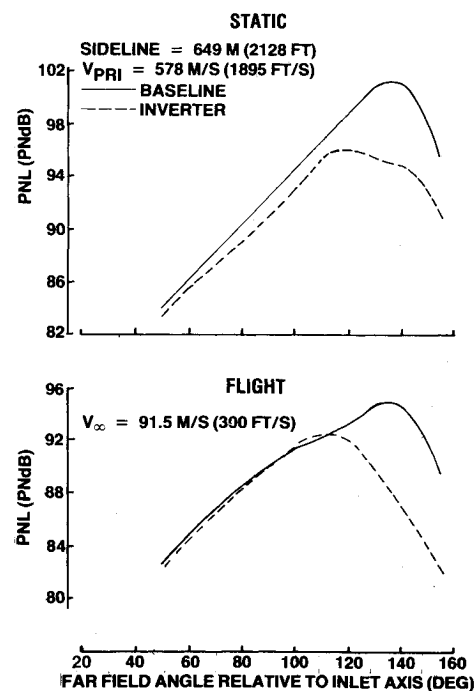 STATIC
SIDELINE = 649 M (2128 FT)
VPRI = 578 M/S (1895 FT/S)
BASELINE
INVERTER
102
98
94
90
86
82
PNL (PNdB)
FLIGHT
V∞ = 91.5 M/S (300 FT/S)
96
92
88
84
80
PNL (PNdB)
20 40 60 80 100 120 140 160
FAR FIELD ANGLE RELATIVE TO INLET AXIS (DEG)